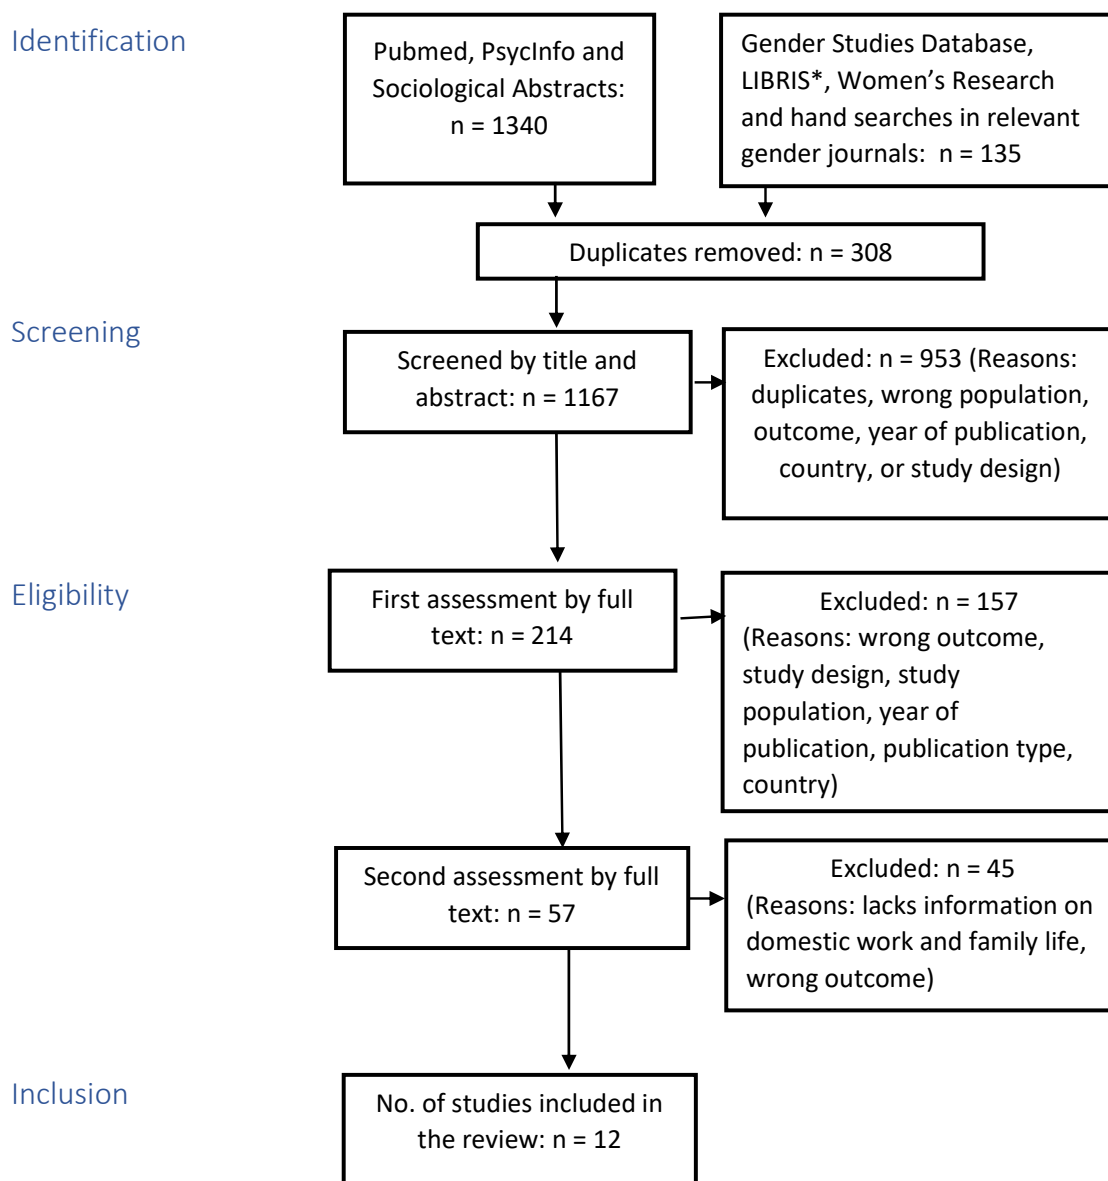 Identification
Pubmed, PsycInfo and
Sociological Abstracts:
n = 1340
Gender Studies Database,
LIBRIS*, Women’s Research
and hand searches in relevant
gender journals:  n = 135
Duplicates removed: n = 308
Screening
Screened by title and
abstract: n = 1167
Excluded: n = 953 (Reasons:
duplicates, wrong population,
outcome, year of publication,
country, or study design)
Eligibility
First assessment by full
text: n = 214
Excluded: n = 157
(Reasons: wrong outcome,
study design, study
population, year of
publication, publication type,
country)
Second assessment by full
text: n = 57
Excluded: n = 45
(Reasons: lacks information on
domestic work and family life,
wrong outcome)
Inclusion
No. of studies included in
the review: n = 12